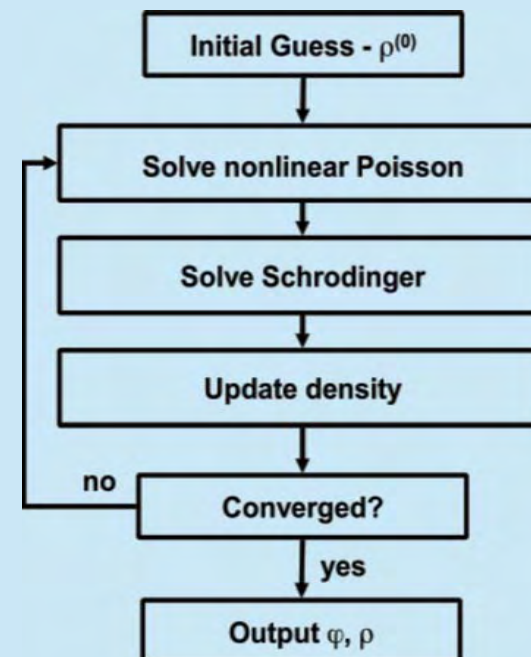 Initial Guess - ρ⁽⁰⁾
Solve nonlinear Poisson
Solve Schrodinger
Update density
no
Converged?
yes
Output φ, ρ